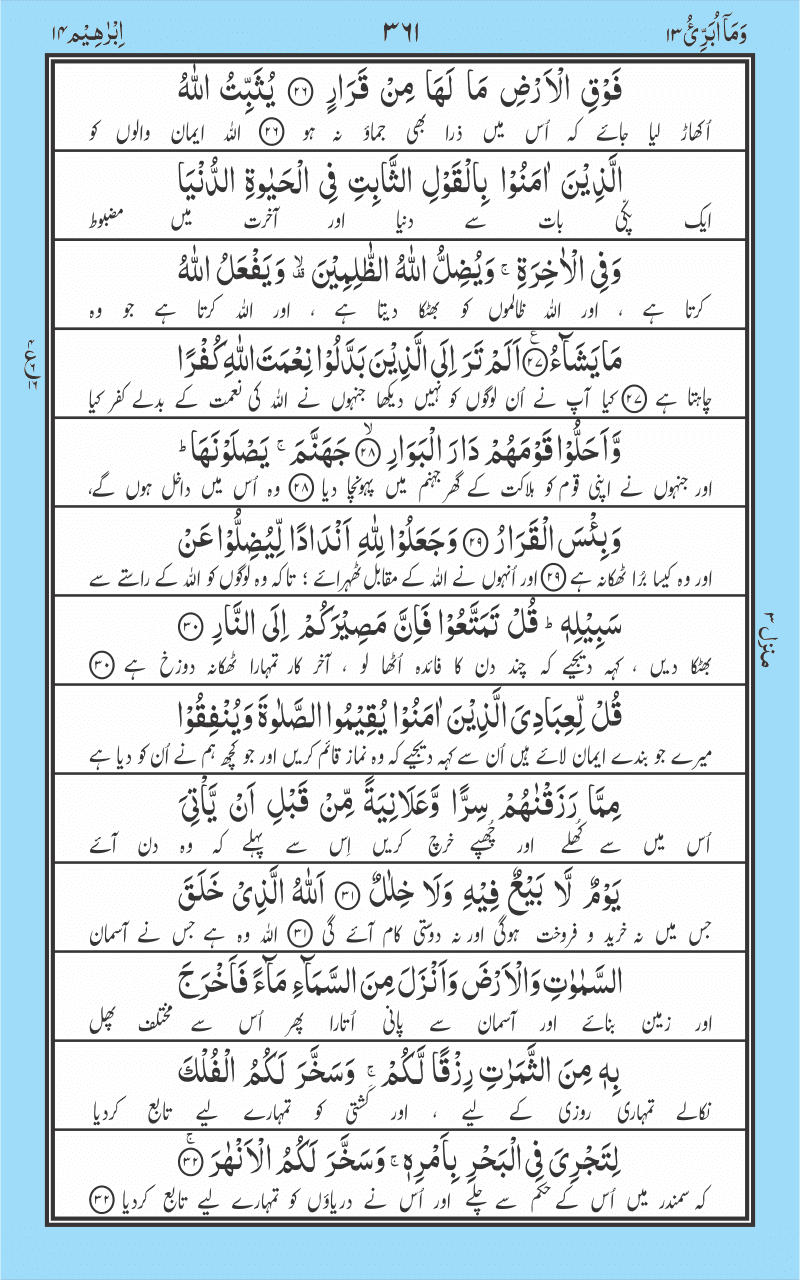 وَمَاۤ اُبَرِّئُ ۱۳
۳۶۱
اِبْرٰهِيْم ۱۴
فَوْقِ الْاَرْضِ مَا لَهَا مِنْ قَرَارٍ ۝۲۶ يُثَبِّتُ اللّٰهُ
اُکھاڑ لیا جائے کہ اُس میں ذرا بھی جماؤ نہ ہو ۝۲۶ اللہ ایمان والوں کو
الَّذِيْنَ اٰمَنُوْا بِالْقَوْلِ الثَّابِتِ فِي الْحَيٰوةِ الدُّنْيَا
ایک پکّی بات سے دنیا اور آخرت میں مضبوط
وَفِي الْاٰخِرَةِ ۚ وَيُضِلُّ اللّٰهُ الظّٰلِمِيْنَ ۙ وَيَفْعَلُ اللّٰهُ
کرتا ہے ، اور اللہ ظالموں کو بھٹکا دیتا ہے ، اور اللہ کرتا ہے جو وہ
مَا يَشَآءُ ۝۲۷ اَلَمْ تَرَ اِلَى الَّذِيْنَ بَدَّلُوْا نِعْمَتَ اللّٰهِ كُفْرًا
چاہتا ہے ۝۲۷ کیا آپ نے اُن لوگوں کو نہیں دیکھا جنہوں نے اللہ کی نعمت کے بدلے کفر کیا
وَّاَحَلُّوْا قَوْمَهُمْ دَارَ الْبَوَارِ ۙ‏۝۲۸ جَهَنَّمَ ۚ يَصْلَوْنَهَا ؕ
اور جنہوں نے اپنی قوم کو ہلاکت کے گھر جہنم میں پہونچا دیا ۝۲۸ وہ اُس میں داخل ہوں گے،
وَبِئْسَ الْقَرَارُ ۝۲۹ وَجَعَلُوْا لِلّٰهِ اَنْدَادًا لِّيُضِلُّوْا عَنْ
اور وہ کیسا بُرا ٹھکانہ ہے ۝۲۹ اور اُنہوں نے اللہ کے مقابل ٹھہرائے ؛ تاکہ وہ لوگوں کو اللہ کے راستے سے
سَبِيْلِهٖ ؕ قُلْ تَمَتَّعُوْا فَاِنَّ مَصِيْرَكُمْ اِلَى النَّارِ ۝۳۰
بھٹکا دیں ، کہہ دیجیے کہ چند دن کا فائدہ اُٹھا لو ، آخر کار تمہارا ٹھکانہ دوزخ ہے ۝۳۰
منزل ۳
قُلْ لِّعِبَادِيَ الَّذِيْنَ اٰمَنُوْا يُقِيْمُوا الصَّلٰوةَ وَيُنْفِقُوْا
میرے جو بندے ایمان لائے ہیں اُن سے کہہ دیجیے کہ وہ نماز قائم کریں اور جو کچھ ہم نے اُن کو دیا ہے
مِمَّا رَزَقْنٰهُمْ سِرًّا وَّعَلَانِيَةً مِّنْ قَبْلِ اَنْ يَّاْتِيَ
اُس میں سے کُھلے اور چُھپے خرچ کریں اِس سے پہلے کہ وہ دن آئے
يَوْمٌ لَّا بَيْعٌ فِيْهِ وَلَا خِلٰلٌ ۝۳۱ اَللّٰهُ الَّذِيْ خَلَقَ
جس میں نہ خرید و فروخت ہوگی اور نہ دوستی کام آئے گی ۝۳۱ اللہ وہ ہے جس نے آسمان
السَّمٰوٰتِ وَالْاَرْضَ وَاَنْزَلَ مِنَ السَّمَآءِ مَآءً فَاَخْرَجَ
اور زمین بنائے اور آسمان سے پانی اُتارا پھر اُس سے مختلف پھل
بِهٖ مِنَ الثَّمَرٰتِ رِزْقًا لَّكُمْ ۚ وَسَخَّرَ لَكُمُ الْفُلْكَ
نکالے تمہاری روزی کے لیے ، اور کَشتی کو تمہارے لیے تابع کردیا
لِتَجْرِيَ فِي الْبَحْرِ بِاَمْرِهٖ ۚ وَسَخَّرَ لَكُمُ الْاَنْهٰرَ ۚ‏۝۳۲
کہ سمندر میں اُس کے حکم سے چلے اور اُس نے دریاؤں کو تمہارے لیے تابع کردیا ۝۳۲